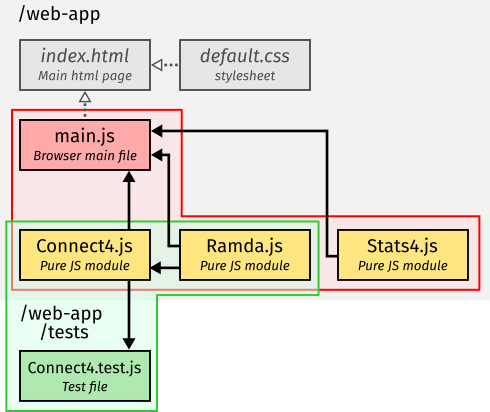 /web-app
index.html
Main html page
default.css
stylesheet
main.js
Browser main file
Connect4.js
Pure JS module
Ramda.js
Pure JS module
Stats4.js
Pure JS module
/web-app
/tests
Connect4.test.js
Test file